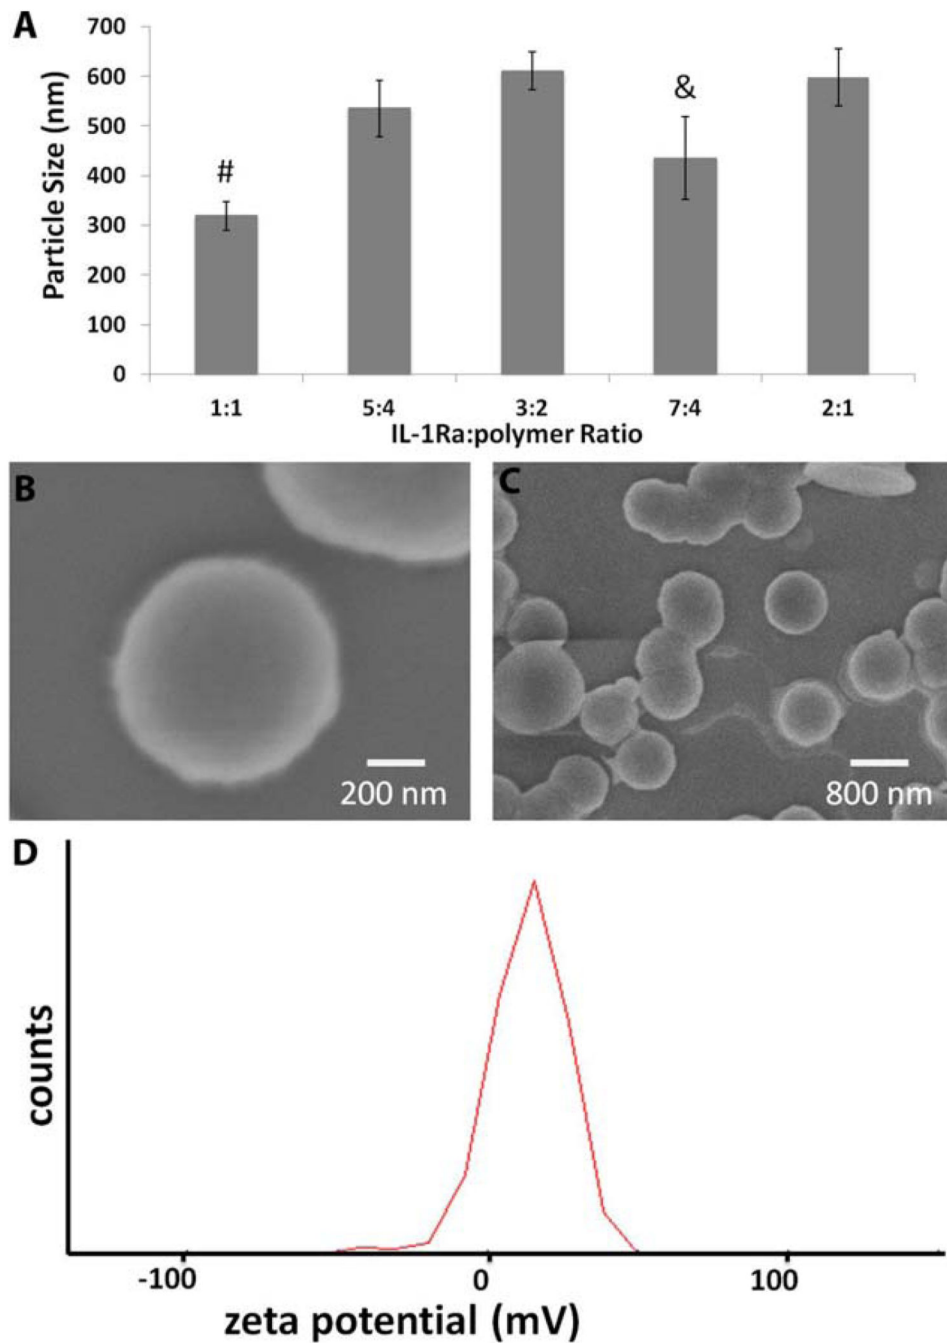 A
Particle Size (nm)
700
600
500
400
300
200
100
0
#
&
1:1 5:4 3:2 7:4 2:1
IL-1Ra:polymer Ratio
B
200 nm
C
800 nm
D
counts
-100 0 100
zeta potential (mV)